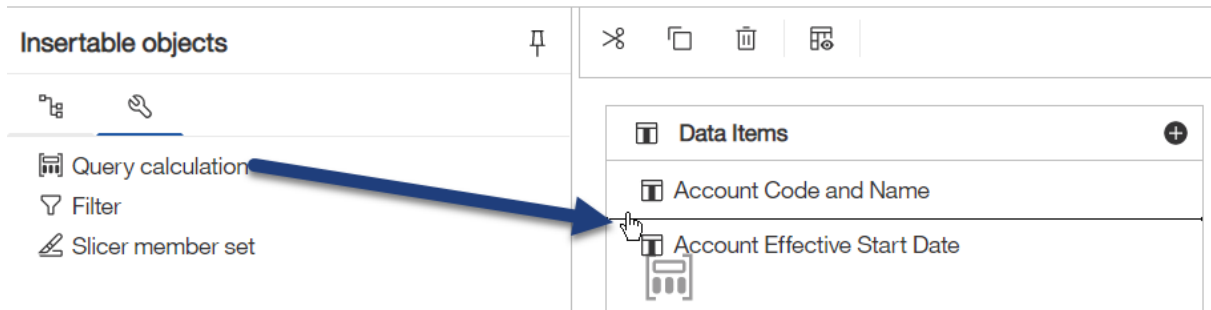 Insertable objects
Query calculation
Filter
Slicer member set
Data Items
Account Code and Name
Account Effective Start Date